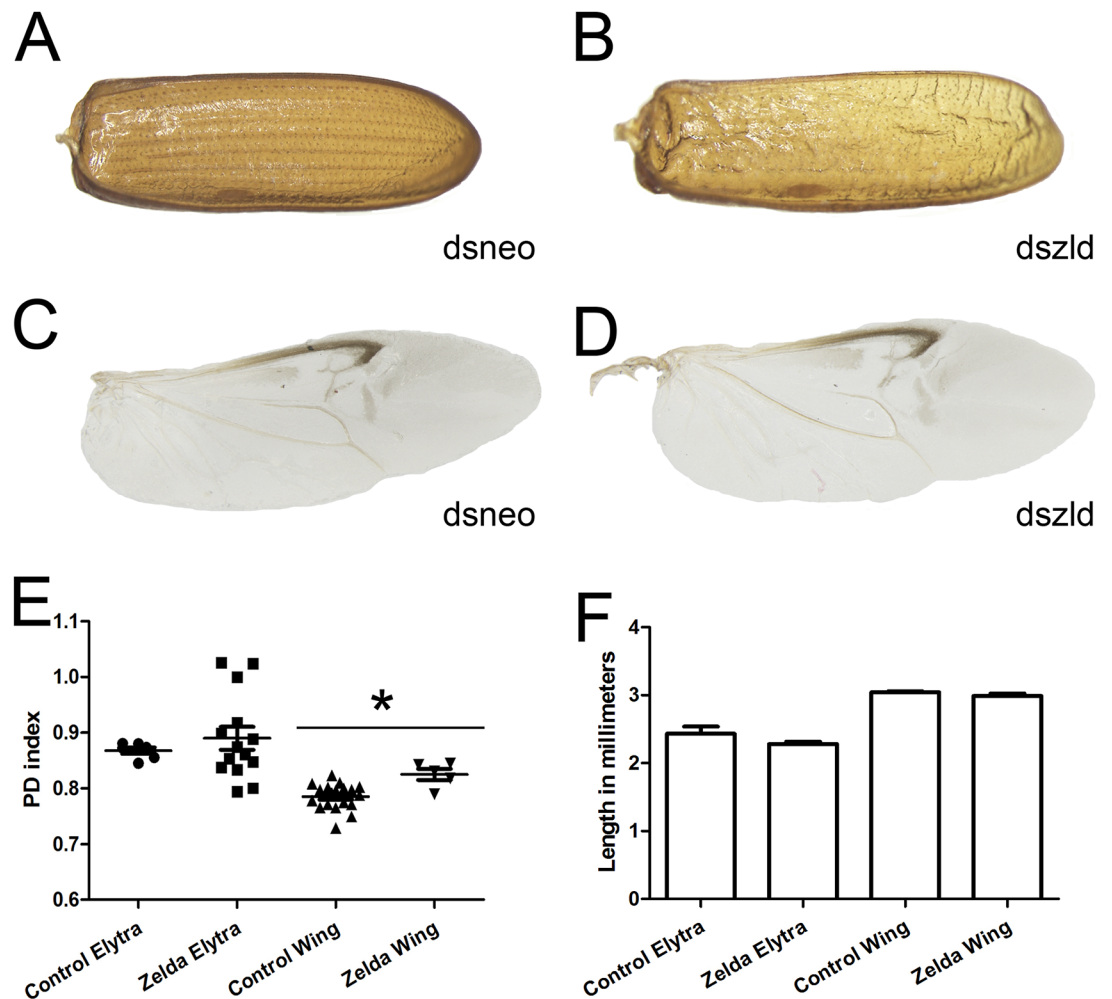 A
B
dsneo
dszld
C
D
dsneo
dszld
E
F
1.1
1.0
0.9
0.8
0.7
0.6
PD index
*
Control Elytra
Zelda Elytra
Control Wing
Zelda Wing
4
3
2
1
0
Length in millimeters
Control Elytra
Zelda Elytra
Control Wing
Zelda Wing